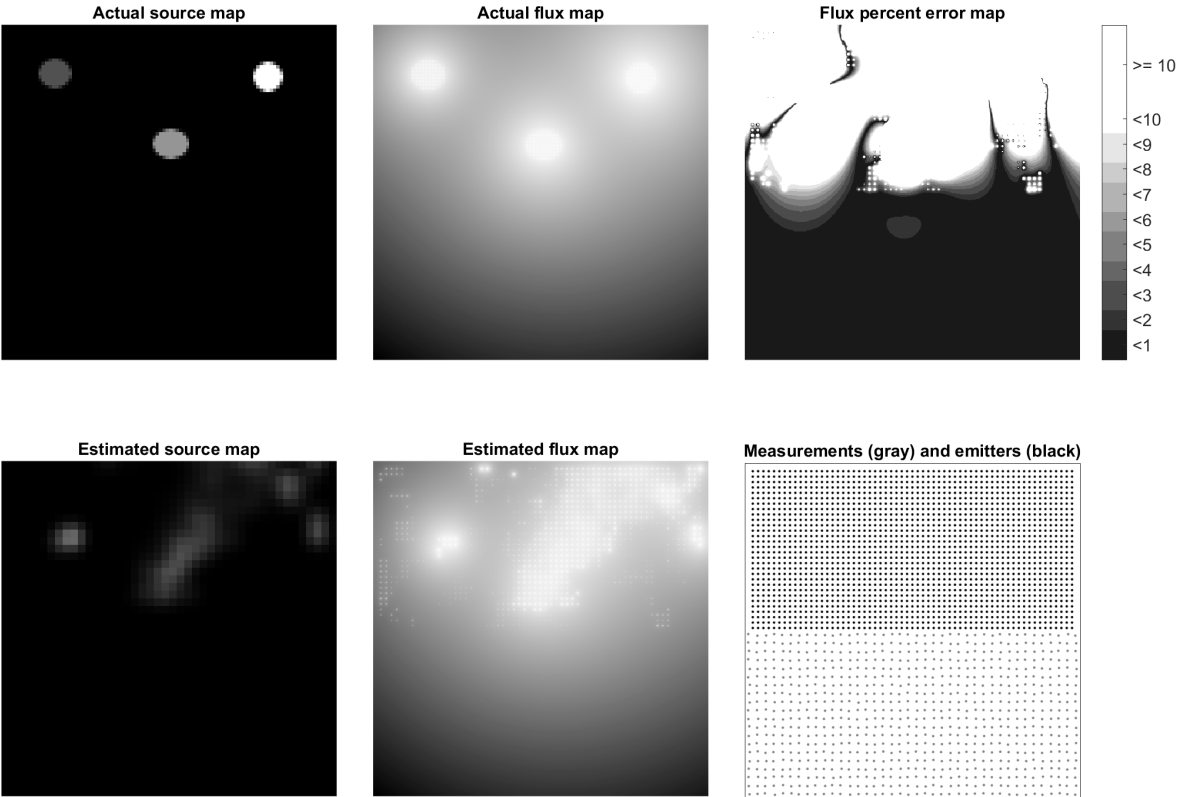 Actual source map
Actual flux map
Flux percent error map
>= 10
<10
<9
<8
<7
<6
<5
<4
<3
<2
<1
Estimated source map
Estimated flux map
Measurements (gray) and emitters (black)